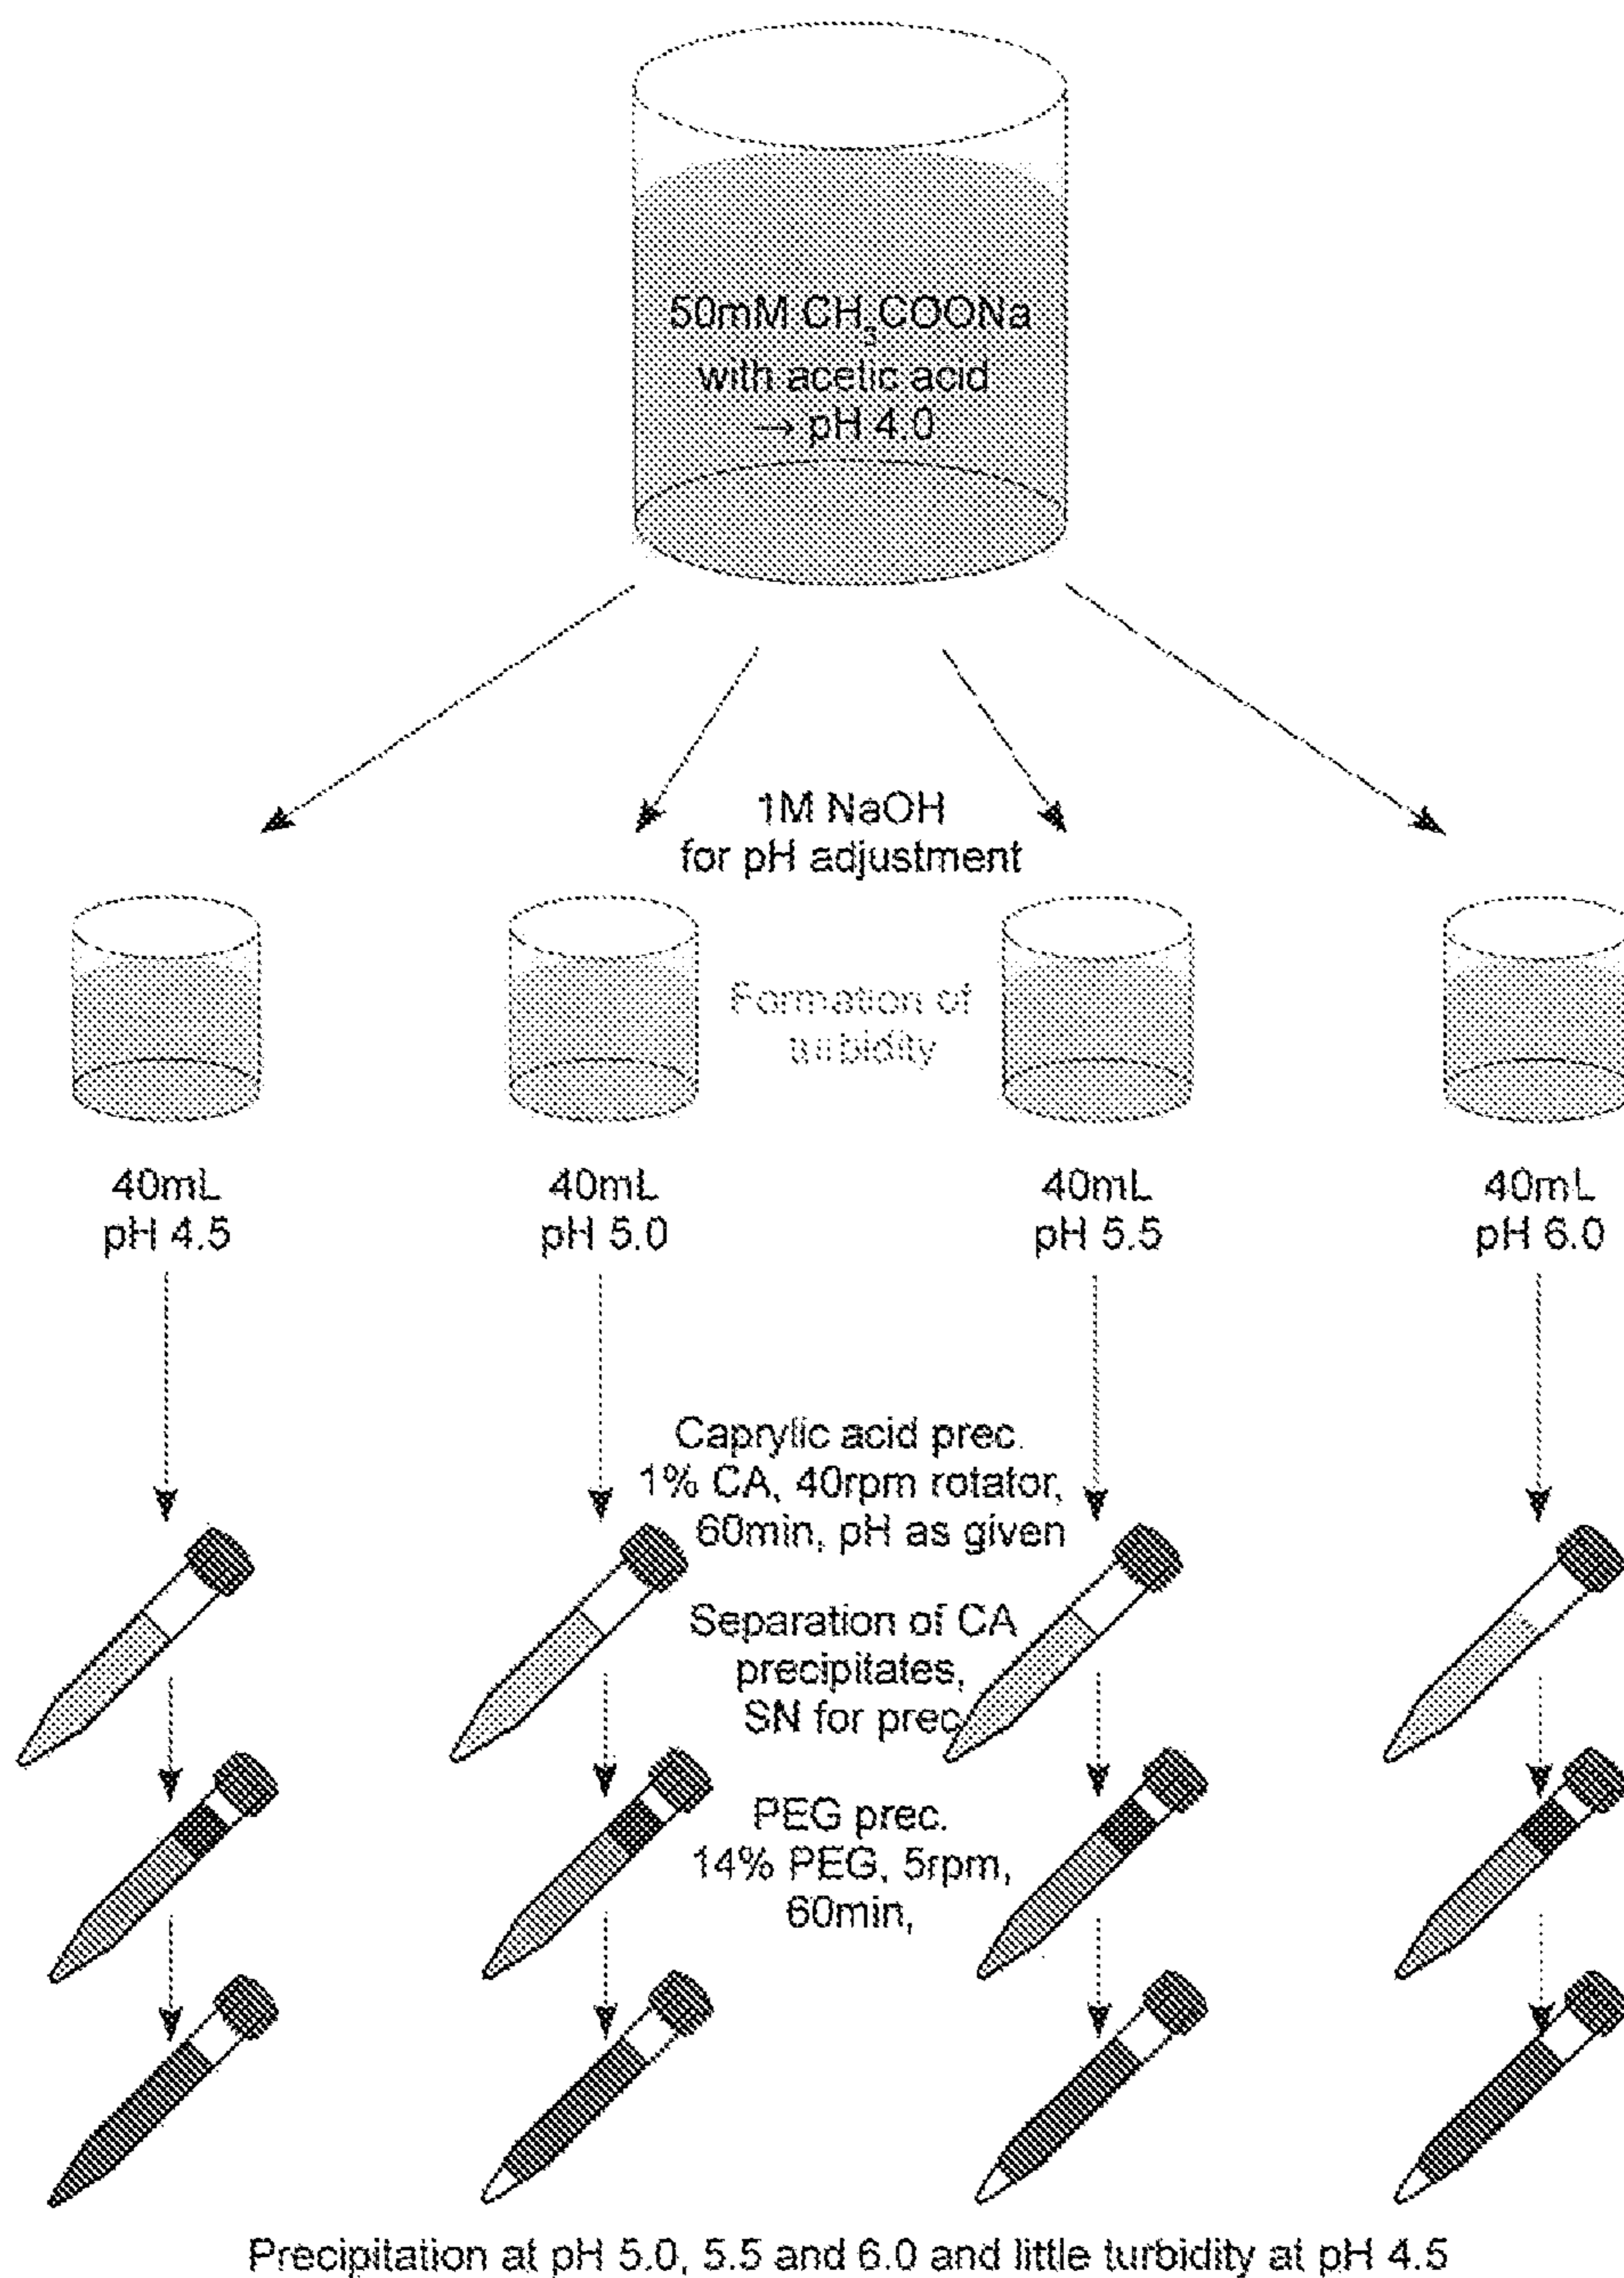 50mM CH₃COONa
with acetic acid
→ pH 4.0
1M NaOH
for pH adjustment
Formation of
turbidity
40mL
pH 4.5
40mL
pH 5.0
40mL
pH 5.5
40mL
pH 6.0
Caprylic acid prec.
1% CA, 40rpm rotator,
60min, pH as given
Separation of CA
precipitates,
SN for prec
PEG prec.
14% PEG, 5rpm,
60min,
Precipitation at pH 5.0, 5.5 and 6.0 and little turbidity at pH 4.5